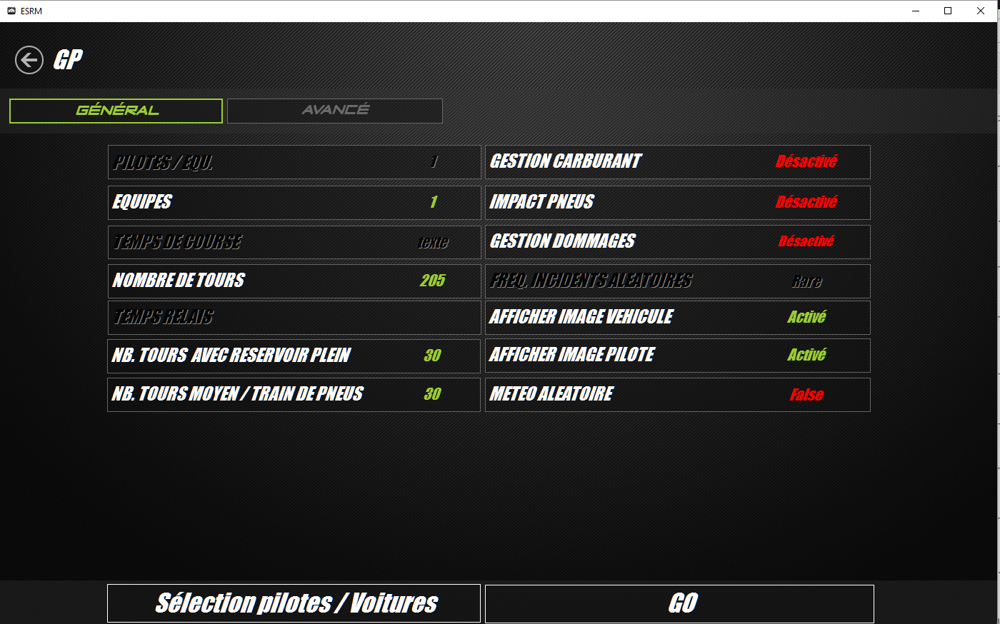 ESRM
GP
GÉNÉRAL
AVANCÉ
PILOTES / EQU. 1
GESTION CARBURANT Désactivé
EQUIPES 1
IMPACT PNEUS Désactivé
TEMPS DE COURSE texte
GESTION DOMMAGES Désactivé
NOMBRE DE TOURS 205
FREQ. INCIDENTS ALEATOIRES Rare
TEMPS RELAIS
AFFICHER IMAGE VEHICULE Activé
NB. TOURS AVEC RESERVOIR PLEIN 30
AFFICHER IMAGE PILOTE Activé
NB. TOURS MOYEN / TRAIN DE PNEUS 30
METEO ALEATOIRE False
Sélection pilotes / Voitures
GO